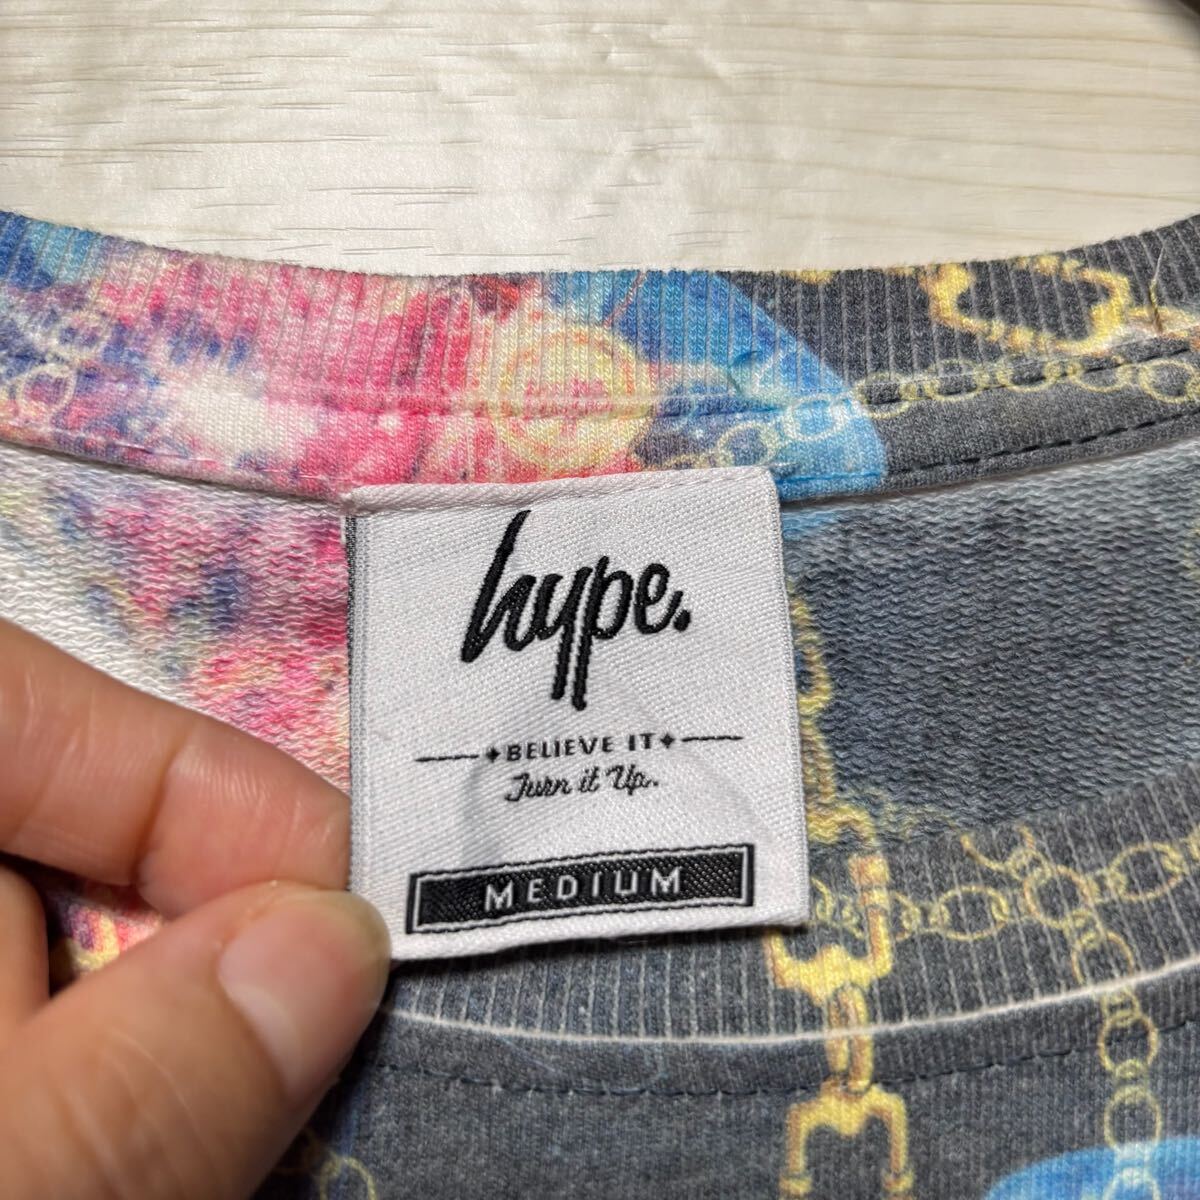 hype.
BELIEVE IT
Turn it Up.
MEDIUM